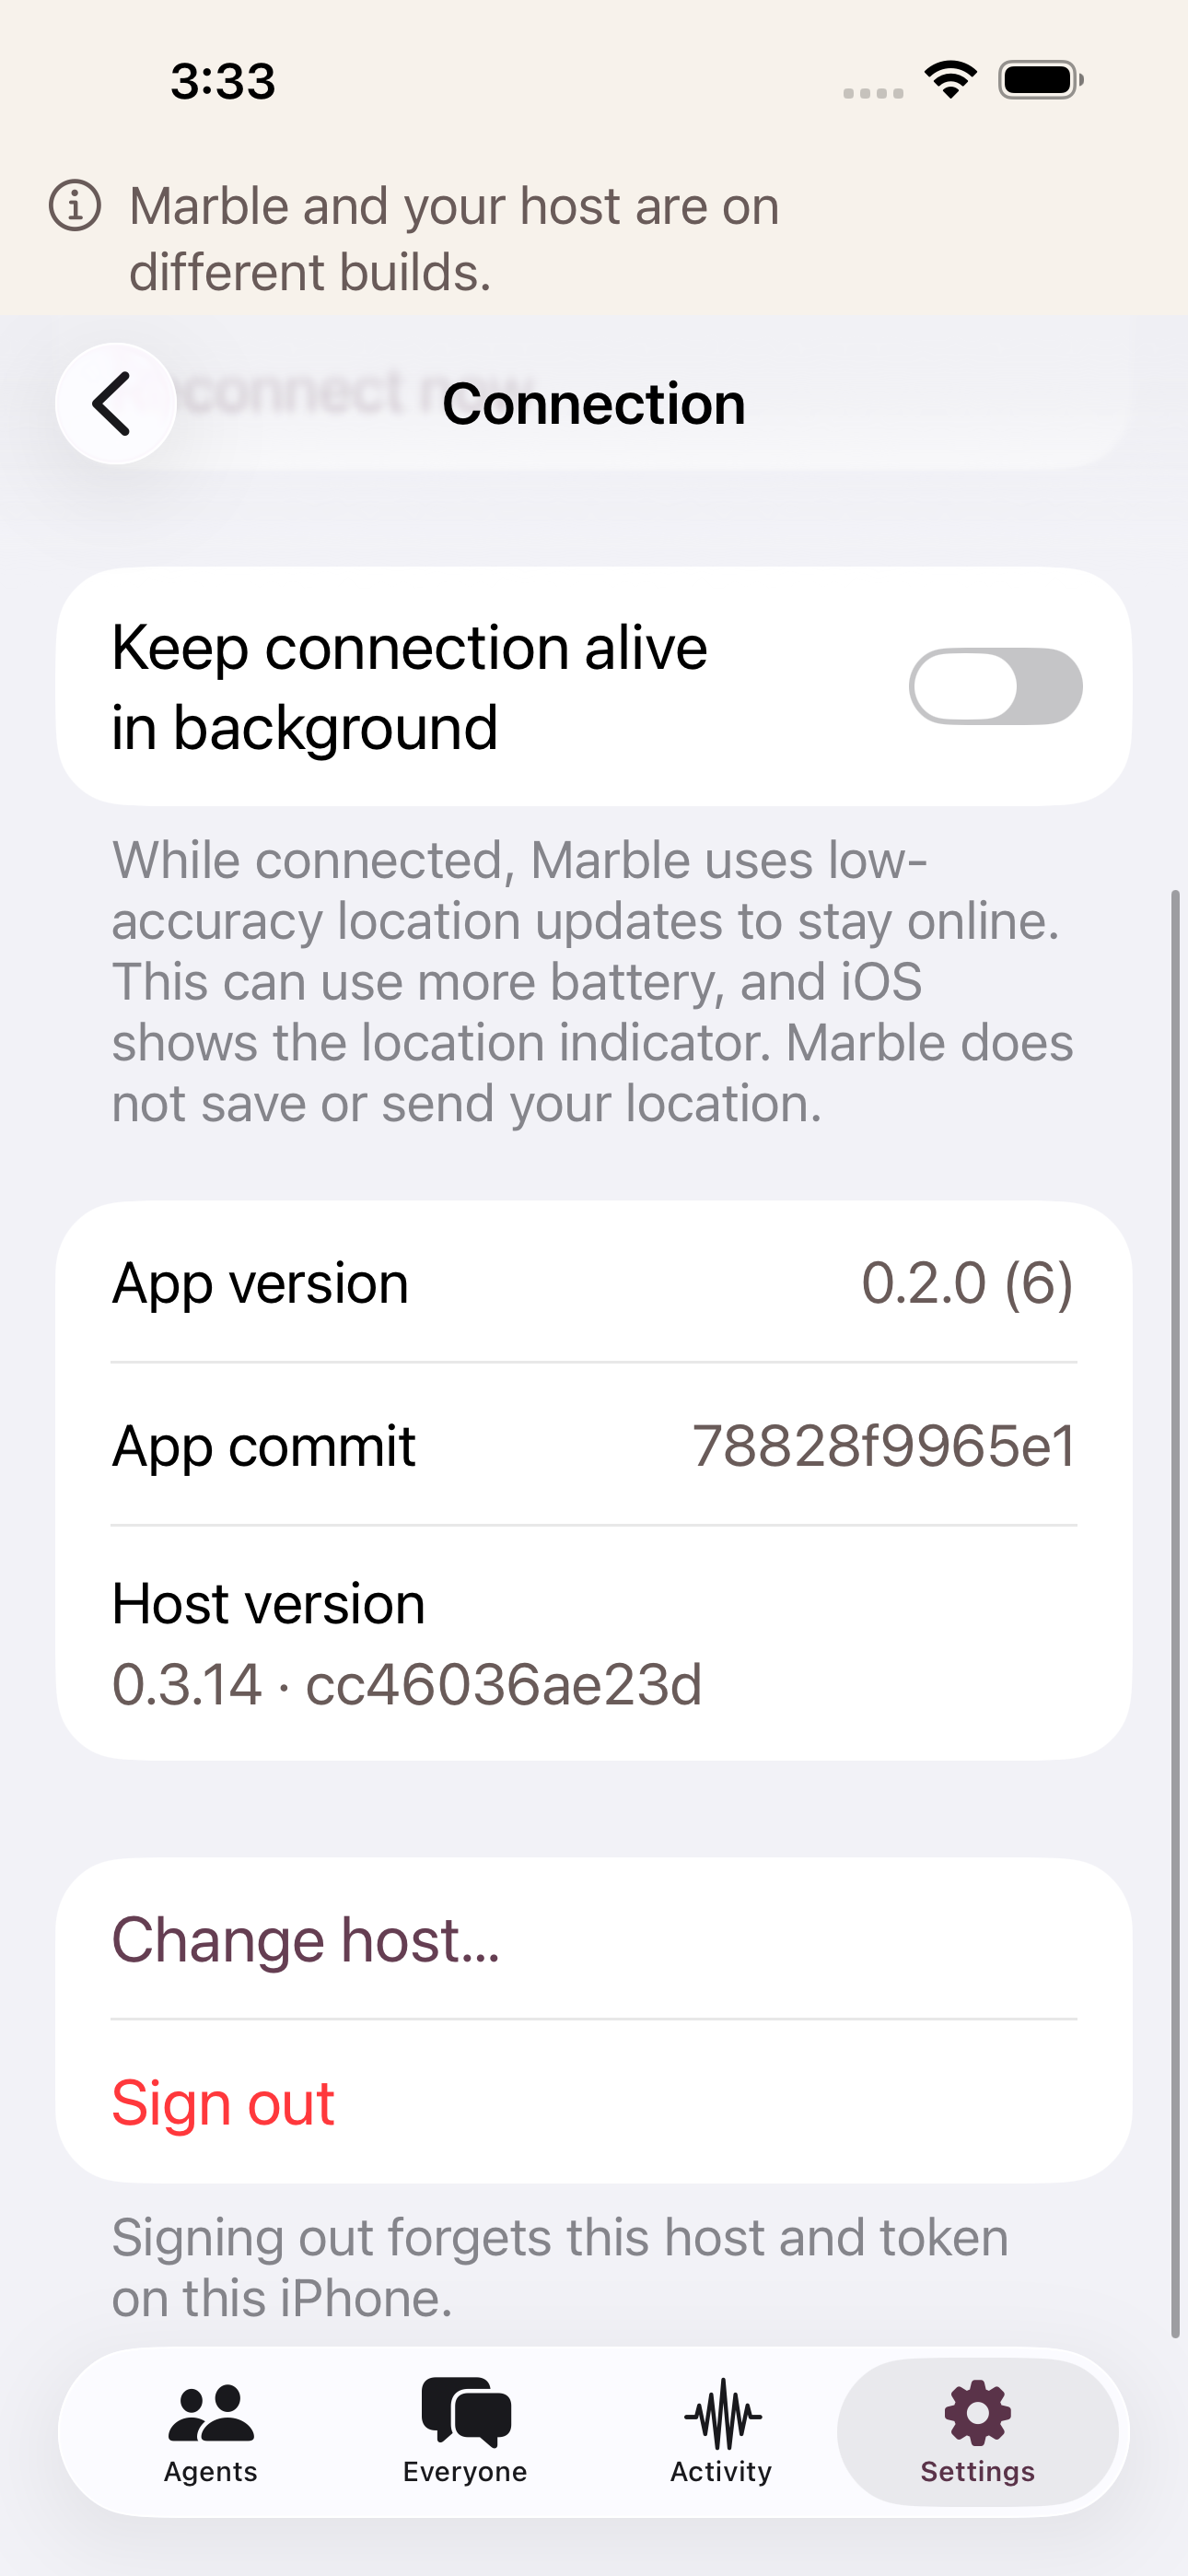 3:33
Marble and your host are on
different builds.
Connection
Keep connection alive
in background
While connected, Marble uses low-
accuracy location updates to stay online.
This can use more battery, and iOS
shows the location indicator. Marble does
not save or send your location.
App version 0.2.0 (6)
App commit 78828f9965e1
Host version
0.3.14 · cc46036ae23d
Change host...
Sign out
Signing out forgets this host and token
on this iPhone.
Agents Everyone Activity Settings